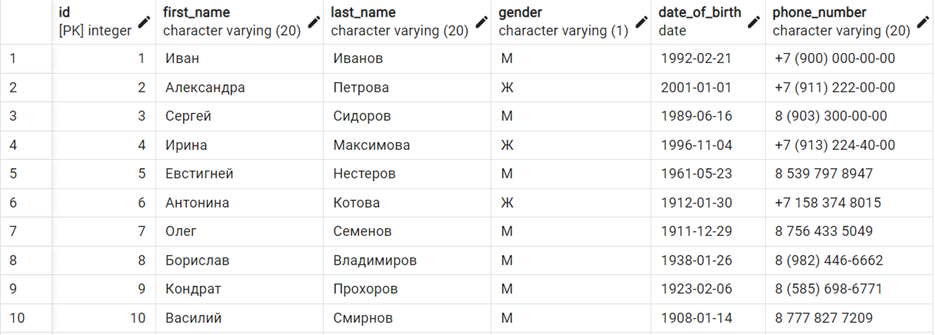 id first_name last_name gender date_of_birth phone_number
[PK] integer character varying (20) character varying (20) character varying (1) date character varying (20)
1 1 Иван Иванов М 1992-02-21 +7 (900) 000-00-00
2 2 Александра Петрова Ж 2001-01-01 +7 (911) 222-00-00
3 3 Сергей Сидоров М 1989-06-16 8 (903) 300-00-00
4 4 Ирина Максимова Ж 1996-11-04 +7 (913) 224-40-00
5 5 Евстигней Нестеров М 1961-05-23 8 539 797 8947
6 6 Антонина Котова Ж 1912-01-30 +7 158 374 8015
7 7 Олег Семенов М 1911-12-29 8 756 433 5049
8 8 Борислав Владимиров М 1938-01-26 8 (982) 446-6662
9 9 Кондрат Прохоров М 1923-02-06 8 (585) 698-6771
10 10 Василий Смирнов М 1908-01-14 8 777 827 7209